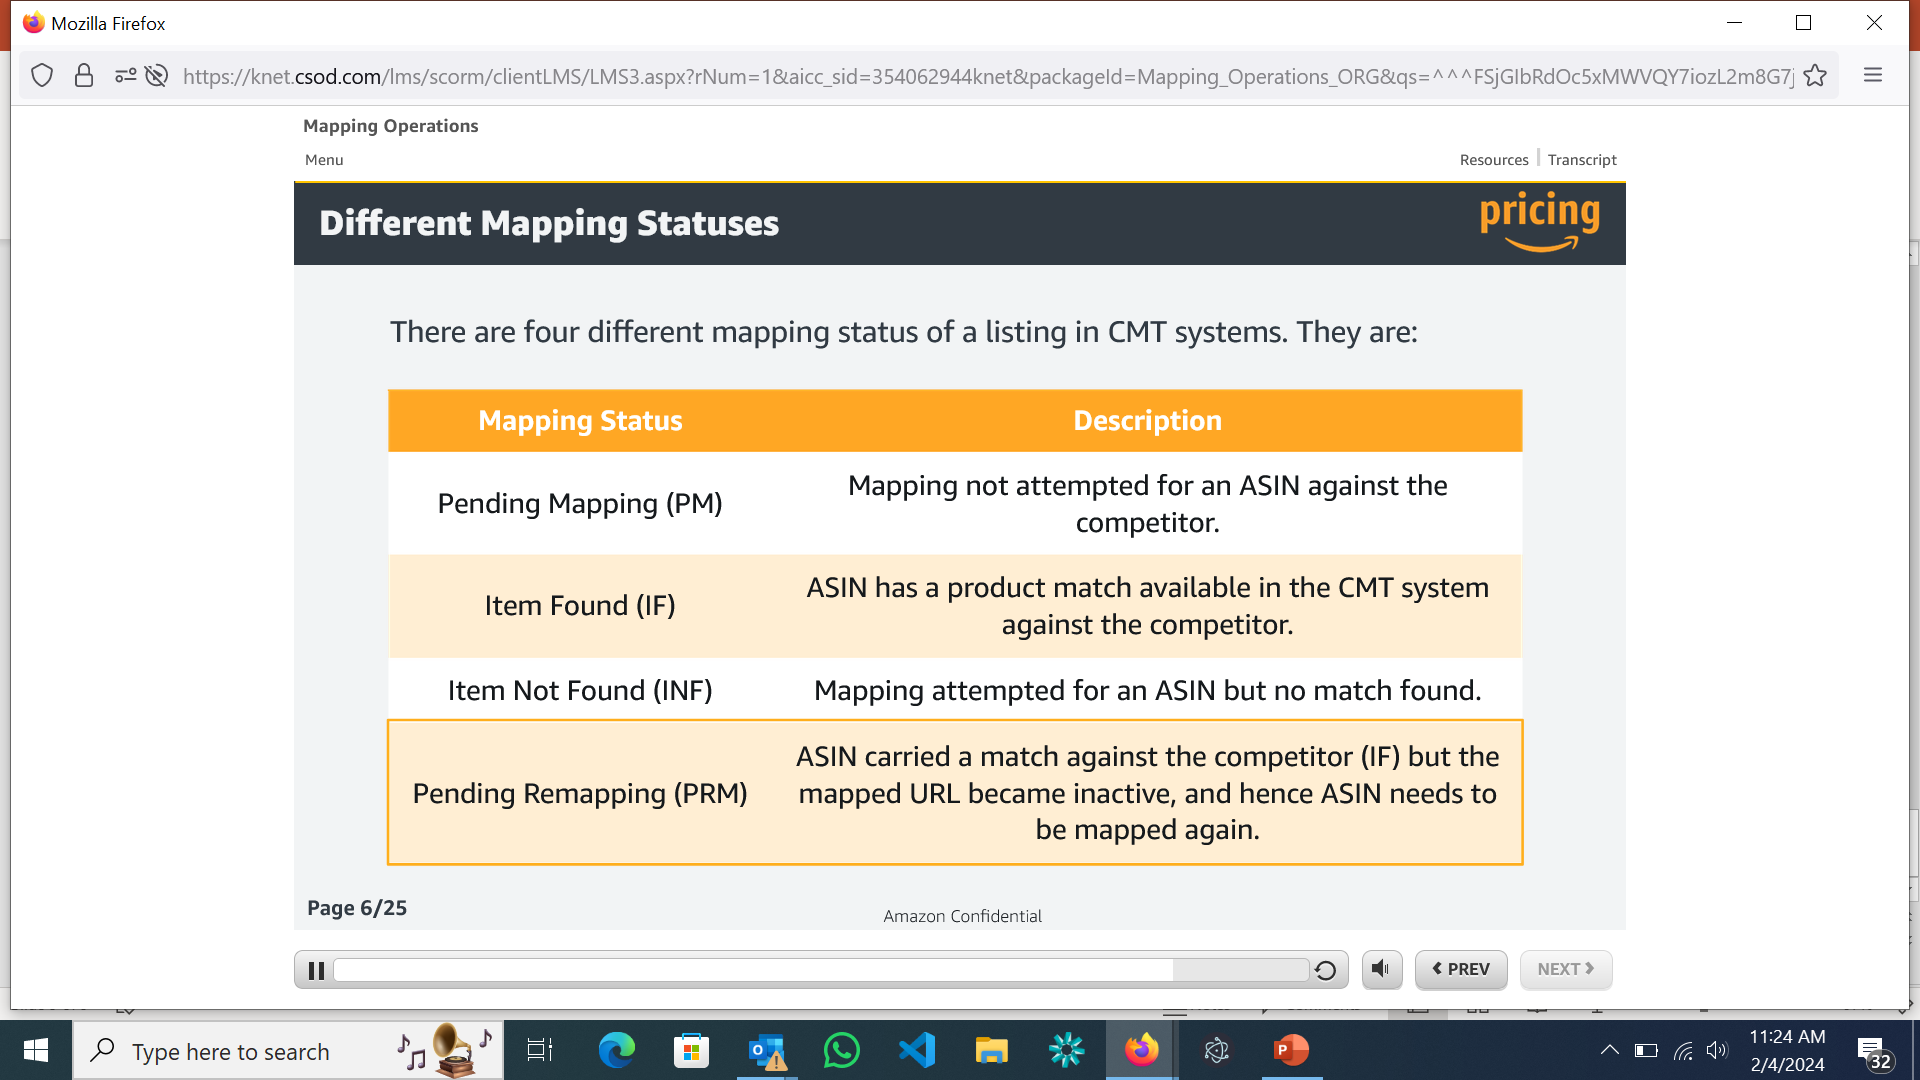 Mozilla Firefox
https://knet.csod.com/lms/scorm/clientLMS/LMS3.aspx?rNum=1&aicc_sid=354062944knet&packageId=Mapping_Operations_ORG&qs=^^^FSjGIbRdOc5xMWVQY7iozL2m8G7j
Mapping Operations
Menu
Resources
Transcript
Different Mapping Statuses
pricing
There are four different mapping status of a listing in CMT systems. They are:
Mapping Status
Description
Pending Mapping (PM)
Mapping not attempted for an ASIN against the
competitor.
Item Found (IF)
ASIN has a product match available in the CMT system
against the competitor.
Item Not Found (INF)
Mapping attempted for an ASIN but no match found.
Pending Remapping (PRM)
ASIN carried a match against the competitor (IF) but the
mapped URL became inactive, and hence ASIN needs to
be mapped again.
Page 6/25
Amazon Confidential
PREV
NEXT
Type here to search
11:24 AM
2/4/2024
32